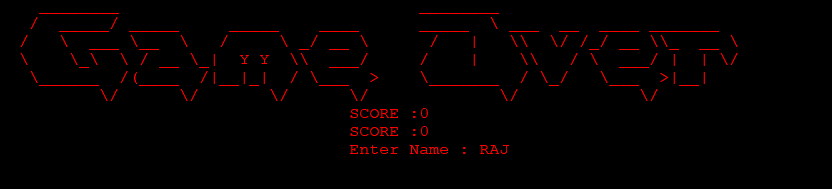 Game Over
SCORE :0
SCORE :0
Enter Name : RAJ